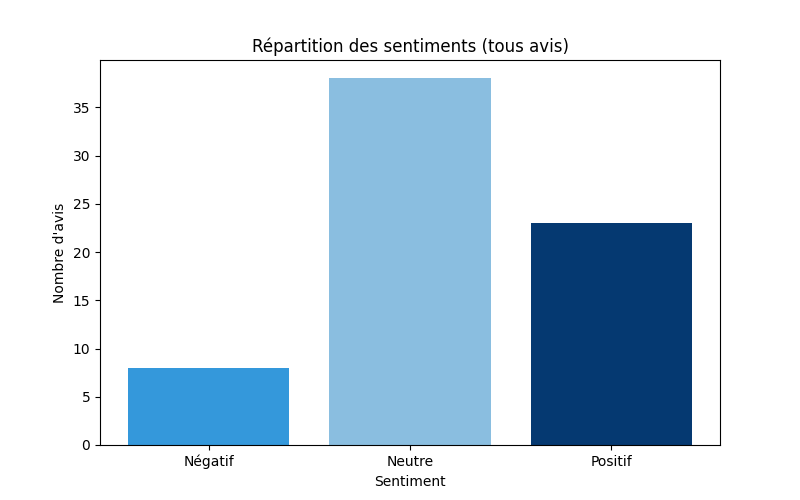 Répartition des sentiments (tous avis)
35
30
25
20
15
10
5
0
Nombre d'avis
Négatif
Neutre
Positif
Sentiment